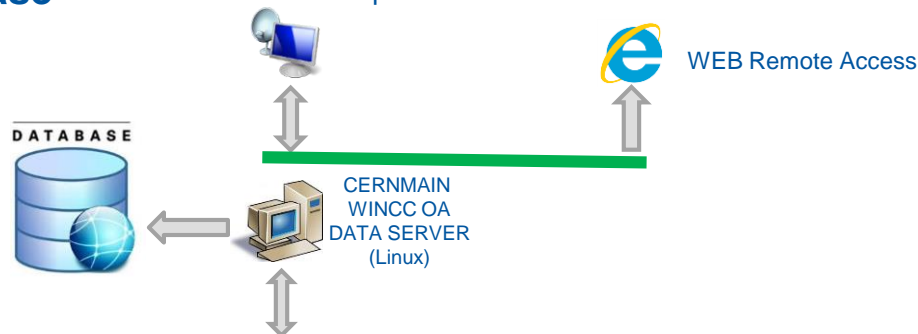 DATABASE
WEB Remote Access
CERNMAIN
WINCC OA
DATA SERVER
(Linux)